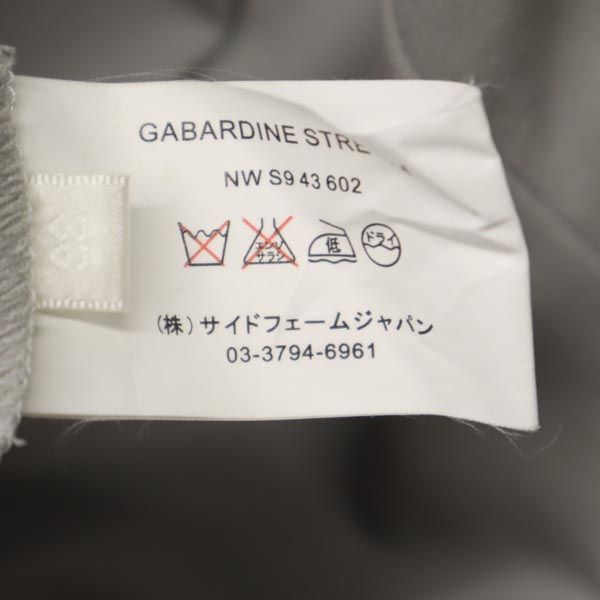 GABARDINE
NW S9 43 602
エンソ サラシ 低 ドライ
(株)サイドフェームジャパン
03-3794-6961